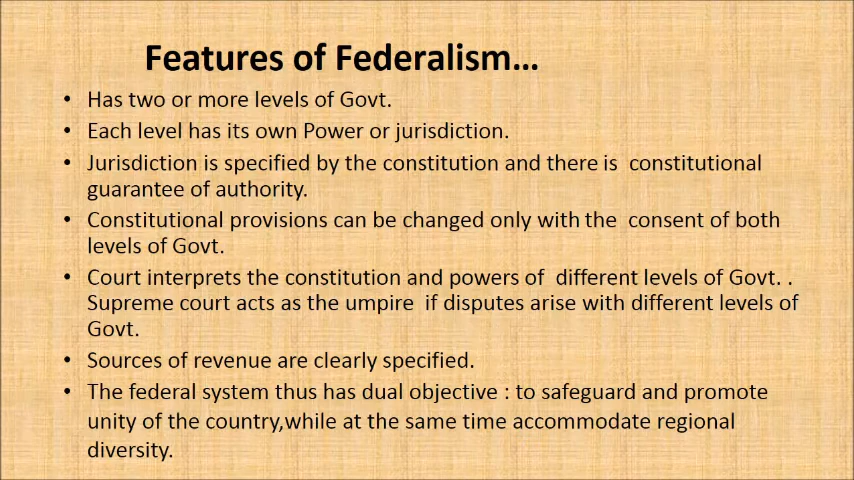 Features of Federalism...
• Has two or more levels of Govt.
• Each level has its own Power or jurisdiction.
• Jurisdiction is specified by the constitution and there is constitutional
guarantee of authority.
• Constitutional provisions can be changed only with the consent of both
levels of Govt.
• Court interprets the constitution and powers of different levels of Govt. .
Supreme court acts as the umpire if disputes arise with different levels of
Govt.
• Sources of revenue are clearly specified.
• The federal system thus has dual objective : to safeguard and promote
unity of the country,while at the same time accommodate regional
diversity.